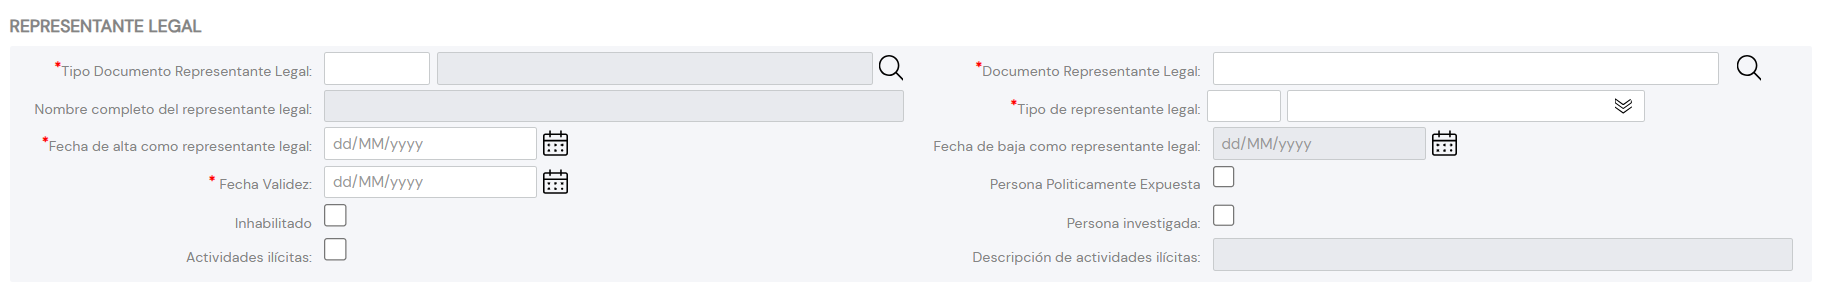 REPRESENTANTE LEGAL
*Tipo Documento Representante Legal: *Documento Representante Legal:
Nombre completo del representante legal: *Tipo de representante legal:
*Fecha de alta como representante legal: dd/MM/yyyy Fecha de baja como representante legal: dd/MM/yyyy
* Fecha Validez: dd/MM/yyyy Persona Politicamente Expuesta
Inhabilitado Persona investigada:
Actividades ilícitas: Descripción de actividades ilícitas: